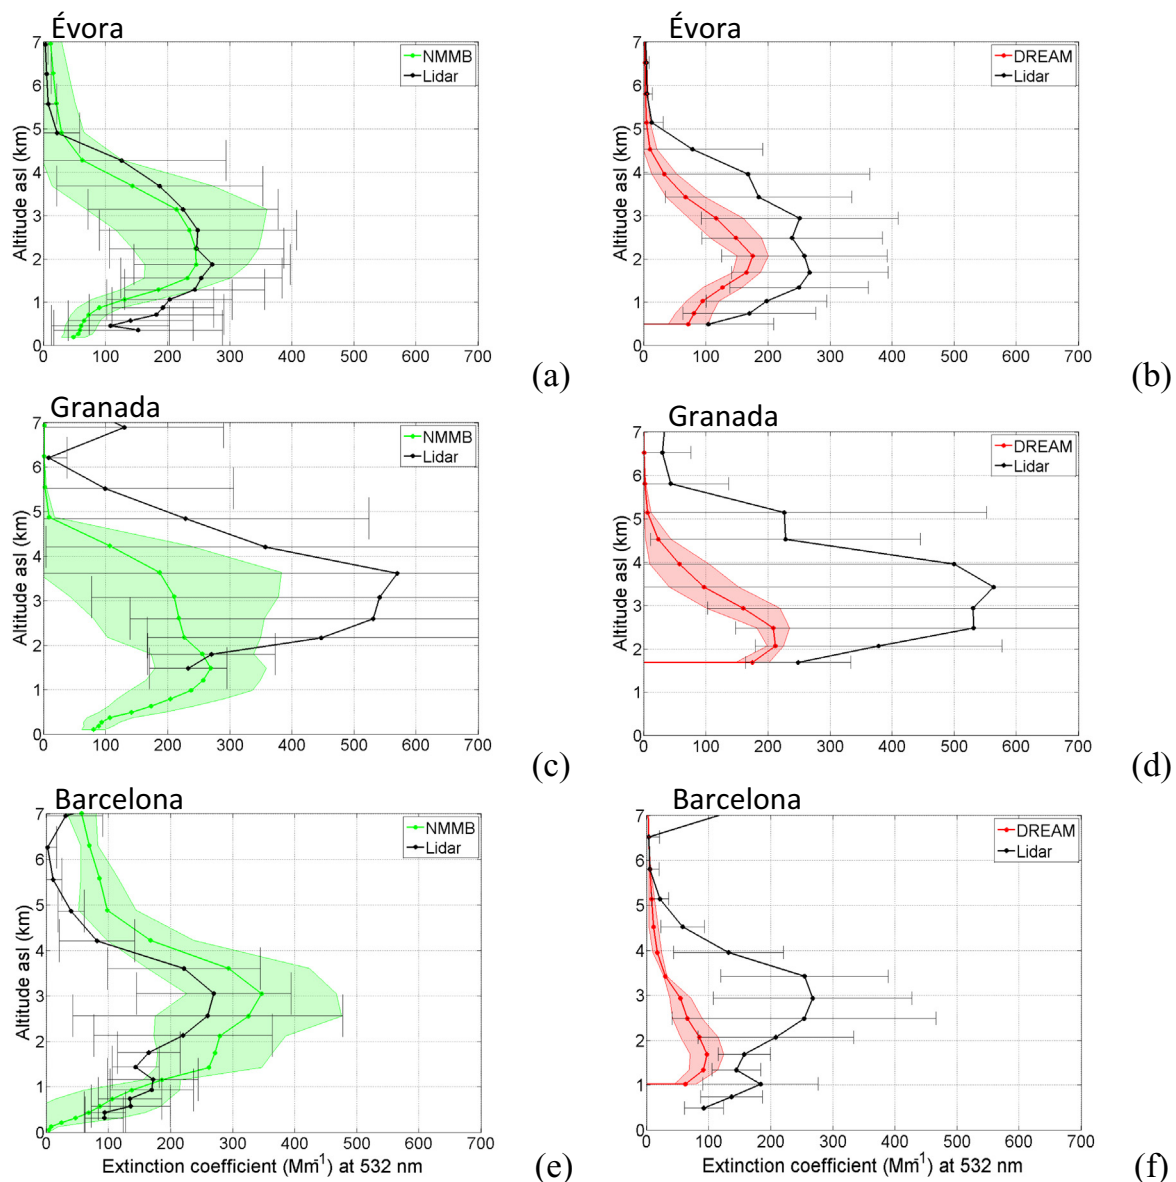 Évora
7
6
5
4
3
2
1
0
Altitude asl (km)
NMMB
Lidar
0 100 200 300 400 500 600 700
(a)
Évora
7
6
5
4
3
2
1
0
Altitude asl (km)
DREAM
Lidar
0 100 200 300 400 500 600 700
(b)
Granada
7
6
5
4
3
2
1
0
Altitude asl (km)
NMMB
Lidar
0 100 200 300 400 500 600 700
(c)
Granada
7
6
5
4
3
2
1
0
Altitude asl (km)
DREAM
Lidar
0 100 200 300 400 500 600 700
(d)
Barcelona
7
6
5
4
3
2
1
0
Altitude asl (km)
NMMB
Lidar
0 100 200 300 400 500 600 700
Extinction coefficient (Mm⁻¹) at 532 nm
(e)
Barcelona
7
6
5
4
3
2
1
0
Altitude asl (km)
DREAM
Lidar
0 100 200 300 400 500 600 700
Extinction coefficient (Mm⁻¹) at 532 nm
(f)